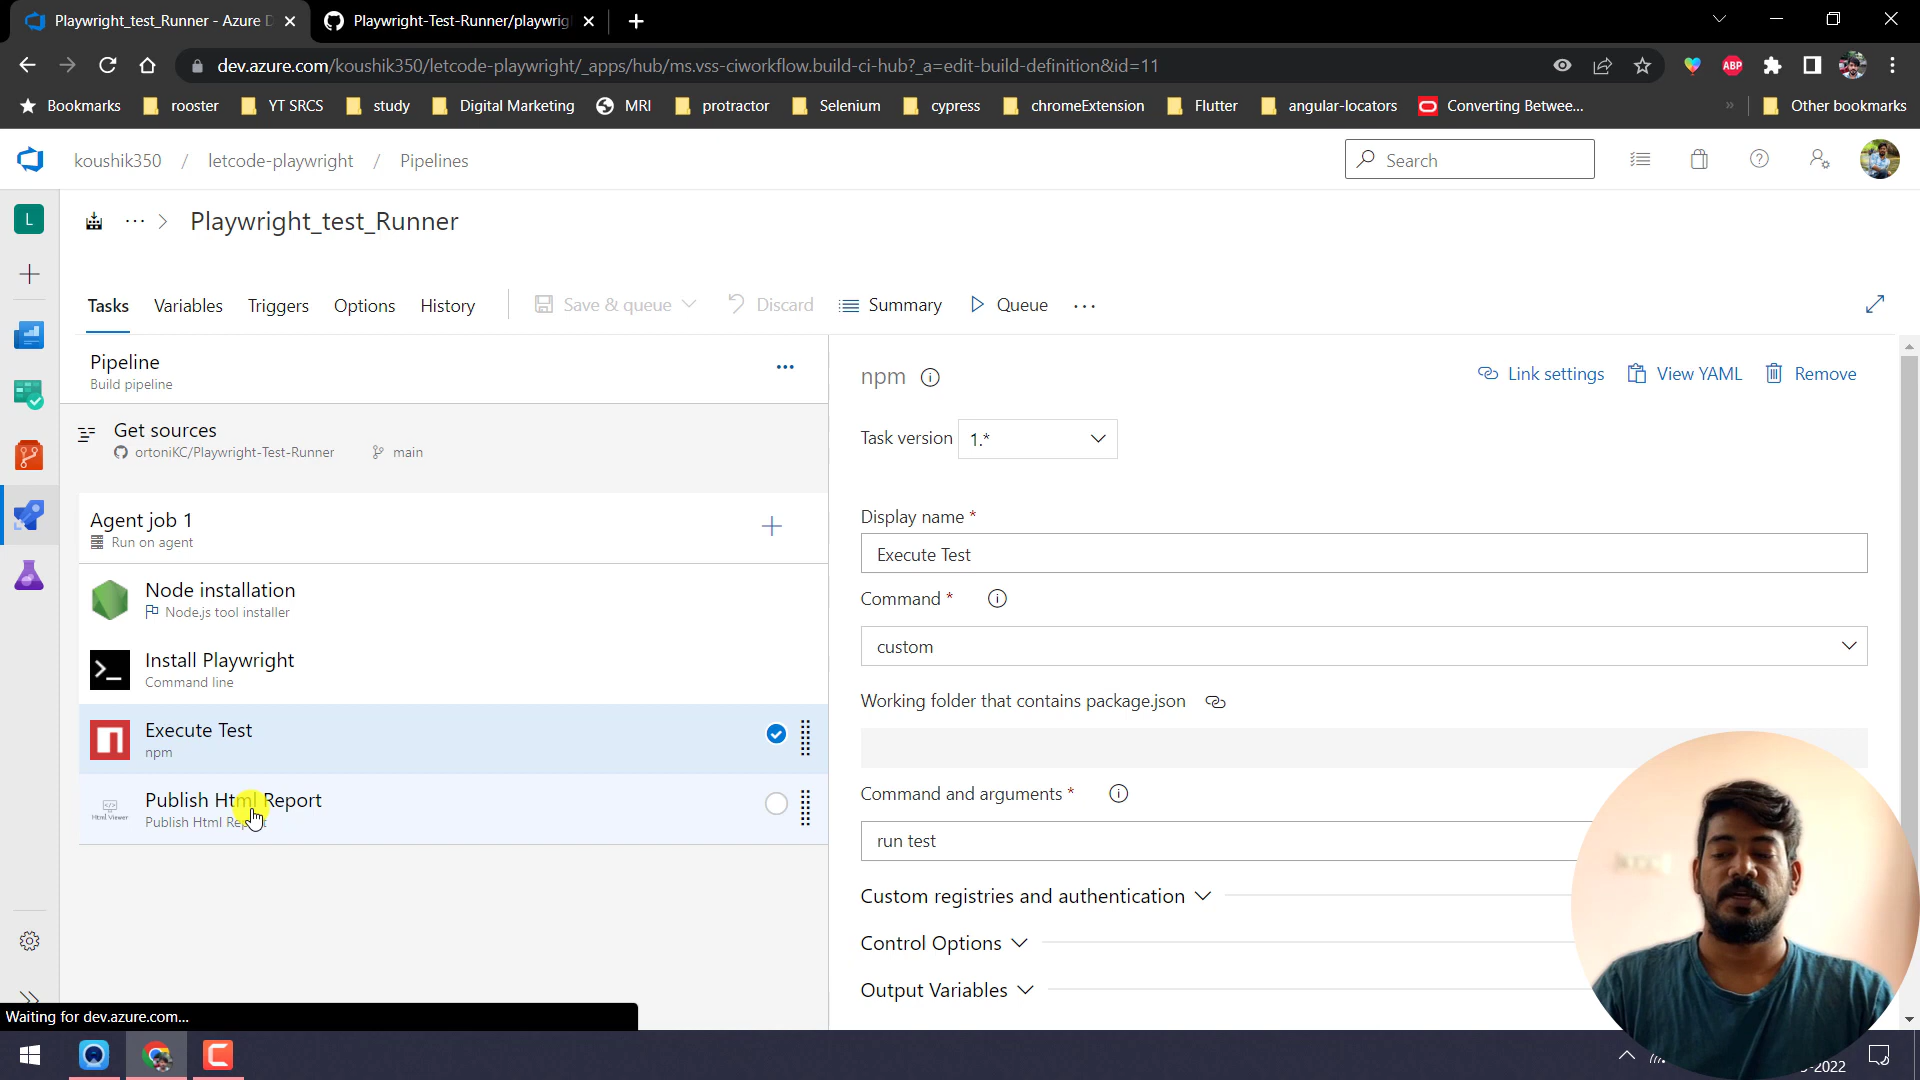 Playwright_test_Runner - Azure D
Playwright-Test-Runner/playwrig
dev.azure.com/koushik350/letcode-playwright/_apps/hub/ms.vss-ciworkflow.build-ci-hub?_a=edit-build-definition&id=11
ABP
Bookmarks rooster YT SRCS study Digital Marketing MRI protractor Selenium cypress chromeExtension Flutter angular-locators Converting Betwee... » Other bookmarks
koushik350 / letcode-playwright / Pipelines
Search
L
Playwright_test_Runner
Tasks Variables Triggers Options History Save & queue Discard Summary Queue
Pipeline
Build pipeline
Get sources
ortoniKC/Playwright-Test-Runner main
Agent job 1
Run on agent
Node installation
Node.js tool installer
Install Playwright
Command line
Execute Test
npm
Publish Html Report
Html Viewer
npm
Link settings View YAML Remove
Task version 1.*
Display name *
Execute Test
Command *
custom
Working folder that contains package.json
Command and arguments *
run test
Custom registries and authentication
Control Options
Output Variables
Waiting for dev.azure.com...
-2022